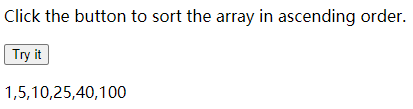 Click the button to sort the array in ascending order.
Try it
1,5,10,25,40,100